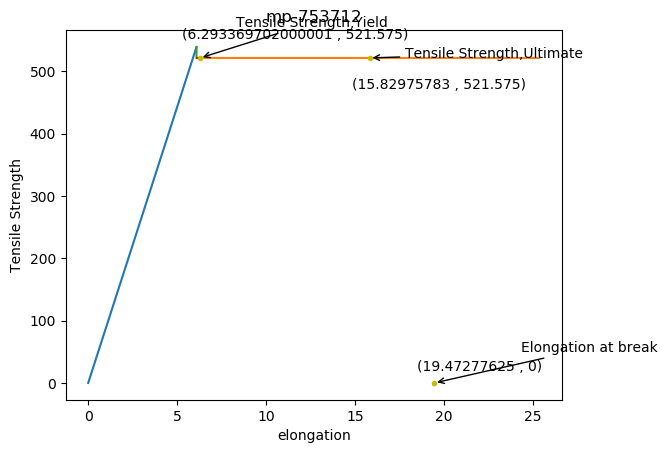 mp-753712
Tensile Strength,Yield
(6.293369702000001 , 521.575)
Tensile Strength,Ultimate
(15.82975783 , 521.575)
Elongation at break
(19.47277625 , 0)
Tensile Strength
500
400
300
200
100
0
0 5 10 15 20 25
elongation